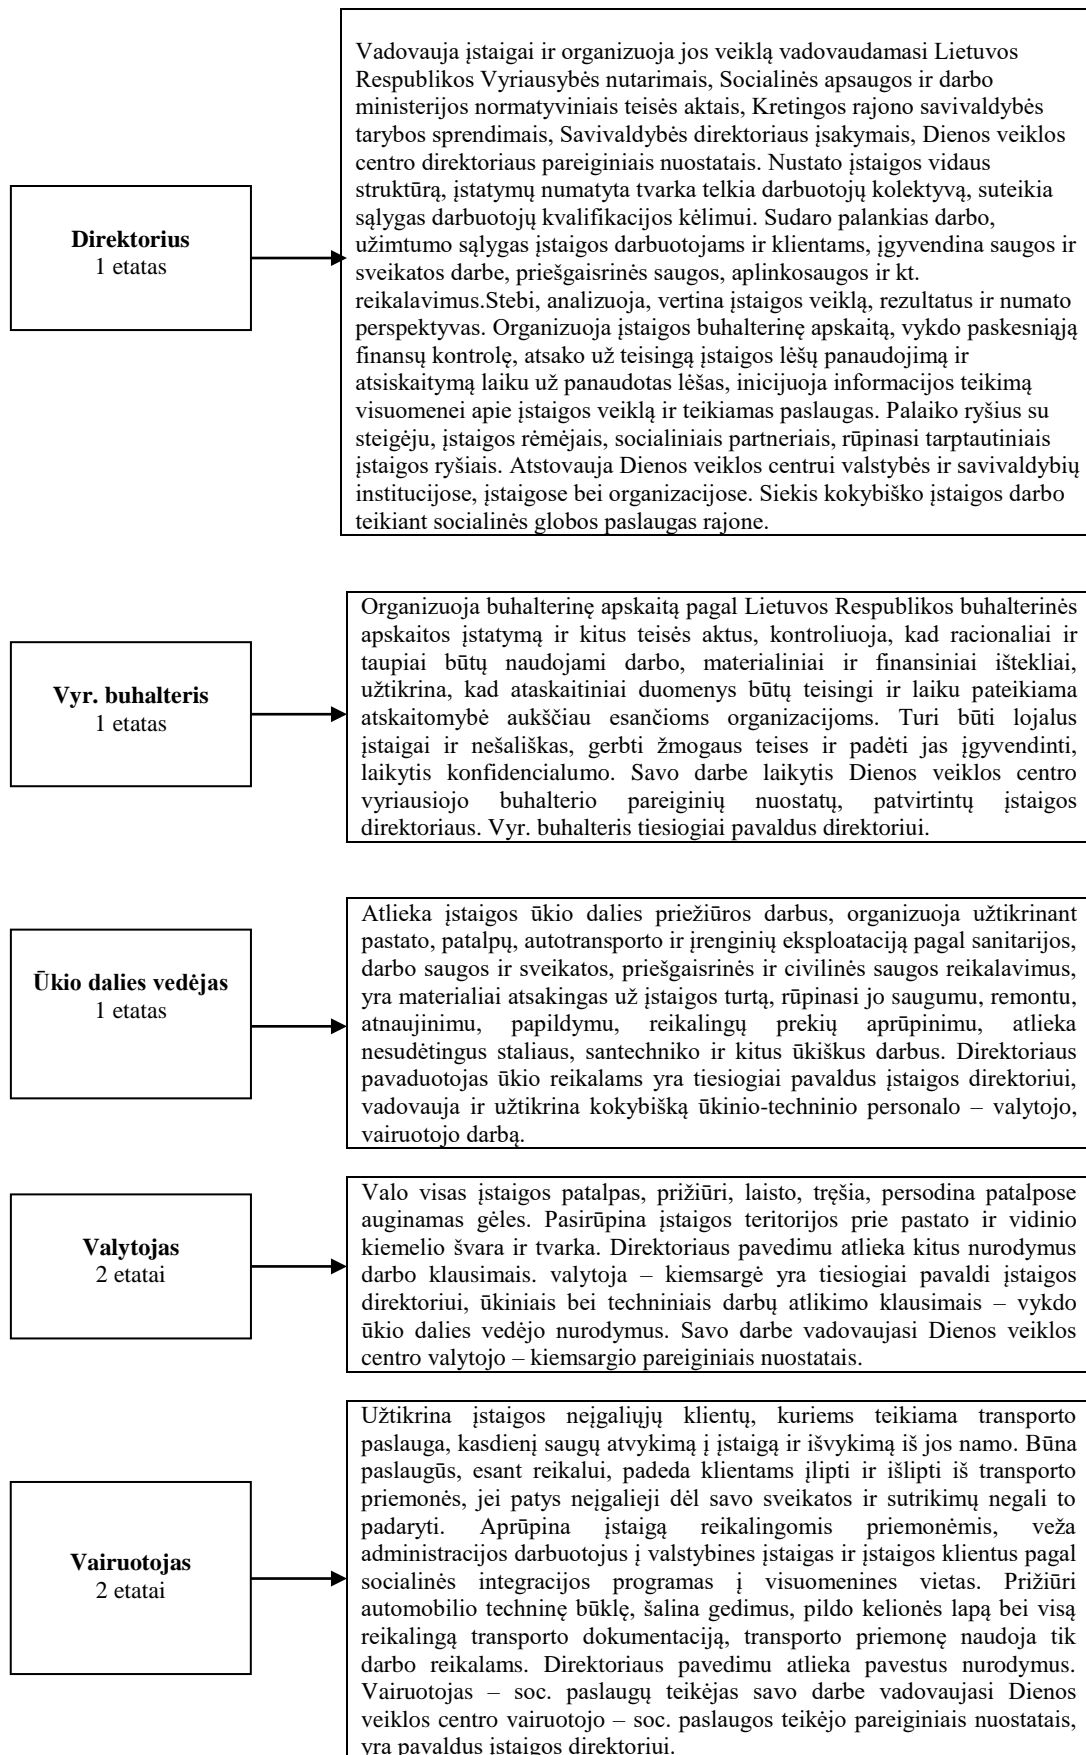 Direktorius
1 etatas
Vadovauja įstaigai ir organizuoja jos veiklą vadovaudamasi Lietuvos
Respublikos Vyriausybės nutarimais, Socialinės apsaugos ir darbo
ministerijos normatyviniais teisės aktais, Kretingos rajono savivaldybės
tarybos sprendimais, Savivaldybės direktoriaus įsakymais, Dienos veiklos
centro direktoriaus pareiginiais nuostatais. Nustato įstaigos vidaus
struktūrą, įstatymų numatyta tvarka telkia darbuotojų kolektyvą, suteikia
sąlygas darbuotojų kvalifikacijos kėlimui. Sudaro palankias darbo,
užimtumo sąlygas įstaigos darbuotojams ir klientams, įgyvendina saugos ir
sveikatos darbe, priešgaisrinės saugos, aplinkosaugos ir kt.
reikalavimus.Stebi, analizuoja, vertina įstaigos veiklą, rezultatus ir numato
perspektyvas. Organizuoja įstaigos buhalterinę apskaitą, vykdo paskesniąją
finansų kontrolę, atsako už teisingą įstaigos lėšų panaudojimą ir
atsiskaitymą laiku už panaudotas lėšas, inicijuoja informacijos teikimą
visuomenei apie įstaigos veiklą ir teikiamas paslaugas. Palaiko ryšius su
steigėju, įstaigos rėmėjais, socialiniais partneriais, rūpinasi tarptautiniais
įstaigos ryšiais. Atstovauja Dienos veiklos centrui valstybės ir savivaldybių
institucijose, įstaigose bei organizacijose. Siekis kokybiško įstaigos darbo
teikiant socialinės globos paslaugas rajone.
Vyr. buhalteris
1 etatas
Organizuoja buhalterinę apskaitą pagal Lietuvos Respublikos buhalterinės
apskaitos įstatymą ir kitus teisės aktus, kontroliuoja, kad racionaliai ir
taupiai būtų naudojami darbo, materialiniai ir finansiniai ištekliai,
užtikrina, kad ataskaitiniai duomenys būtų teisingi ir laiku pateikiama
atskaitomybė aukščiau esančioms organizacijoms. Turi būti lojalus
įstaigai ir nešališkas, gerbti žmogaus teises ir padėti jas įgyvendinti,
laikytis konfidencialumo. Savo darbe laikytis Dienos veiklos centro
vyriausiojo buhalterio pareiginių nuostatų, patvirtintų įstaigos
direktoriaus. Vyr. buhalteris tiesiogiai pavaldus direktoriui.
Ūkio dalies vedėjas
1 etatas
Atlieka įstaigos ūkio dalies priežiūros darbus, organizuoja užtikrinant
pastato, patalpų, autotransporto ir įrenginių eksploataciją pagal sanitarijos,
darbo saugos ir sveikatos, priešgaisrinės ir civilinės saugos reikalavimus,
yra materialiai atsakingas už įstaigos turtą, rūpinasi jo saugumu, remontu,
atnaujinimu, papildymu, reikalingų prekių aprūpinimu, atlieka
nesudėtingus staliaus, santechniko ir kitus ūkiškus darbus. Direktoriaus
pavaduotojas ūkio reikalams yra tiesiogiai pavaldus įstaigos direktoriui,
vadovauja ir užtikrina kokybišką ūkinio-techninio personalo – valytojo,
vairuotojo darbą.
Valytojas
2 etatai
Valo visas įstaigos patalpas, prižiūri, laisto, tręšia, persodina patalpose
auginamas gėles. Pasirūpina įstaigos teritorijos prie pastato ir vidinio
kiemelio švara ir tvarka. Direktoriaus pavedimu atlieka kitus nurodymus
darbo klausimais. valytoja – kiemsargė yra tiesiogiai pavaldi įstaigos
direktoriui, ūkiniais bei techniniais darbų atlikimo klausimais – vykdo
ūkio dalies vedėjo nurodymus. Savo darbe vadovaujasi Dienos veiklos
centro valytojo – kiemsargio pareiginiais nuostatais.
Vairuotojas
2 etatai
Užtikrina įstaigos neįgaliųjų klientų, kuriems teikiama transporto
paslauga, kasdienį saugų atvykimą į įstaigą ir išvykimą iš jos namo. Būna
paslaugūs, esant reikalui, padeda klientams įlipti ir išlipti iš transporto
priemonės, jei patys neįgalieji dėl savo sveikatos ir sutrikimų negali to
padaryti. Aprūpina įstaigą reikalingomis priemonėmis, veža
administracijos darbuotojus į valstybines įstaigas ir įstaigos klientus pagal
socialinės integracijos programas į visuomenines vietas. Prižiūri
automobilio techninę būklę, šalina gedimus, pildo kelionės lapą bei visą
reikalingą transporto dokumentaciją, transporto priemonę naudoja tik
darbo reikalams. Direktoriaus pavedimu atlieka pavestus nurodymus.
Vairuotojas – soc. paslaugų teikėjas savo darbe vadovaujasi Dienos
veiklos centro vairuotojo – soc. paslaugos teikėjo pareiginiais nuostatais,
yra pavaldus įstaigos direktoriui.